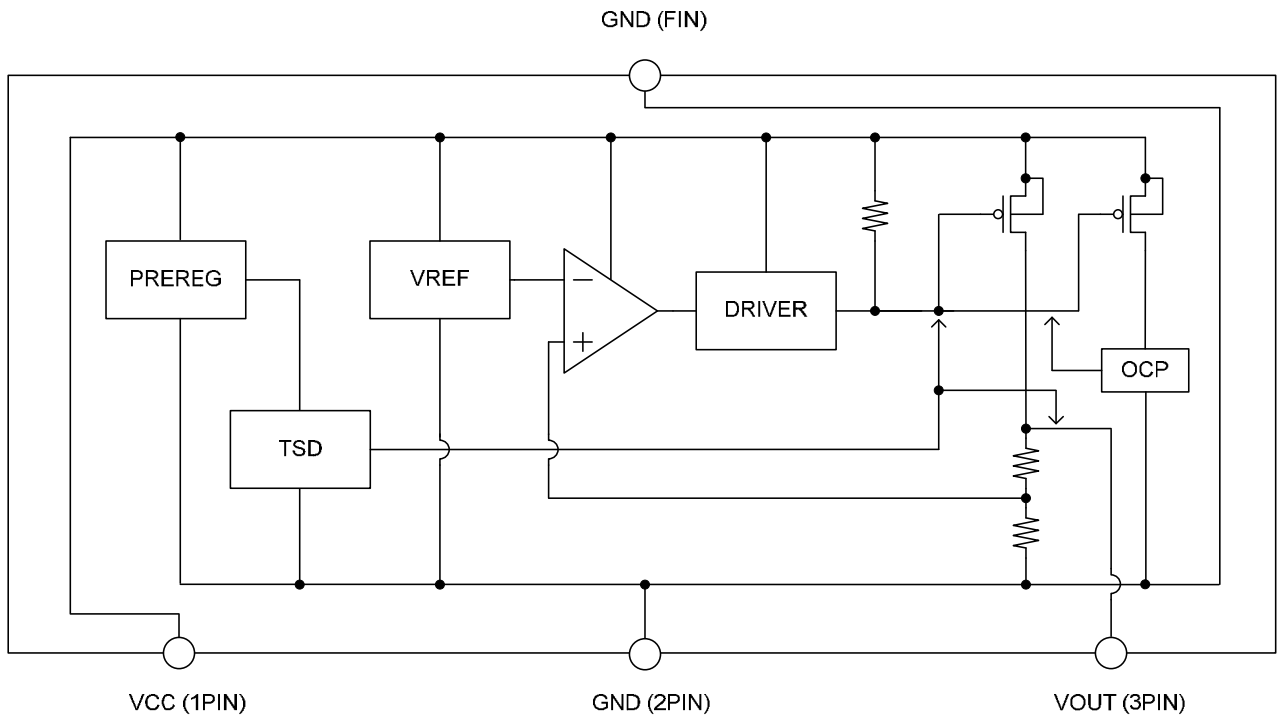 GND (FIN)
PREREG
VREF
−
+
DRIVER
OCP
TSD
VCC (1PIN)
GND (2PIN)
VOUT (3PIN)